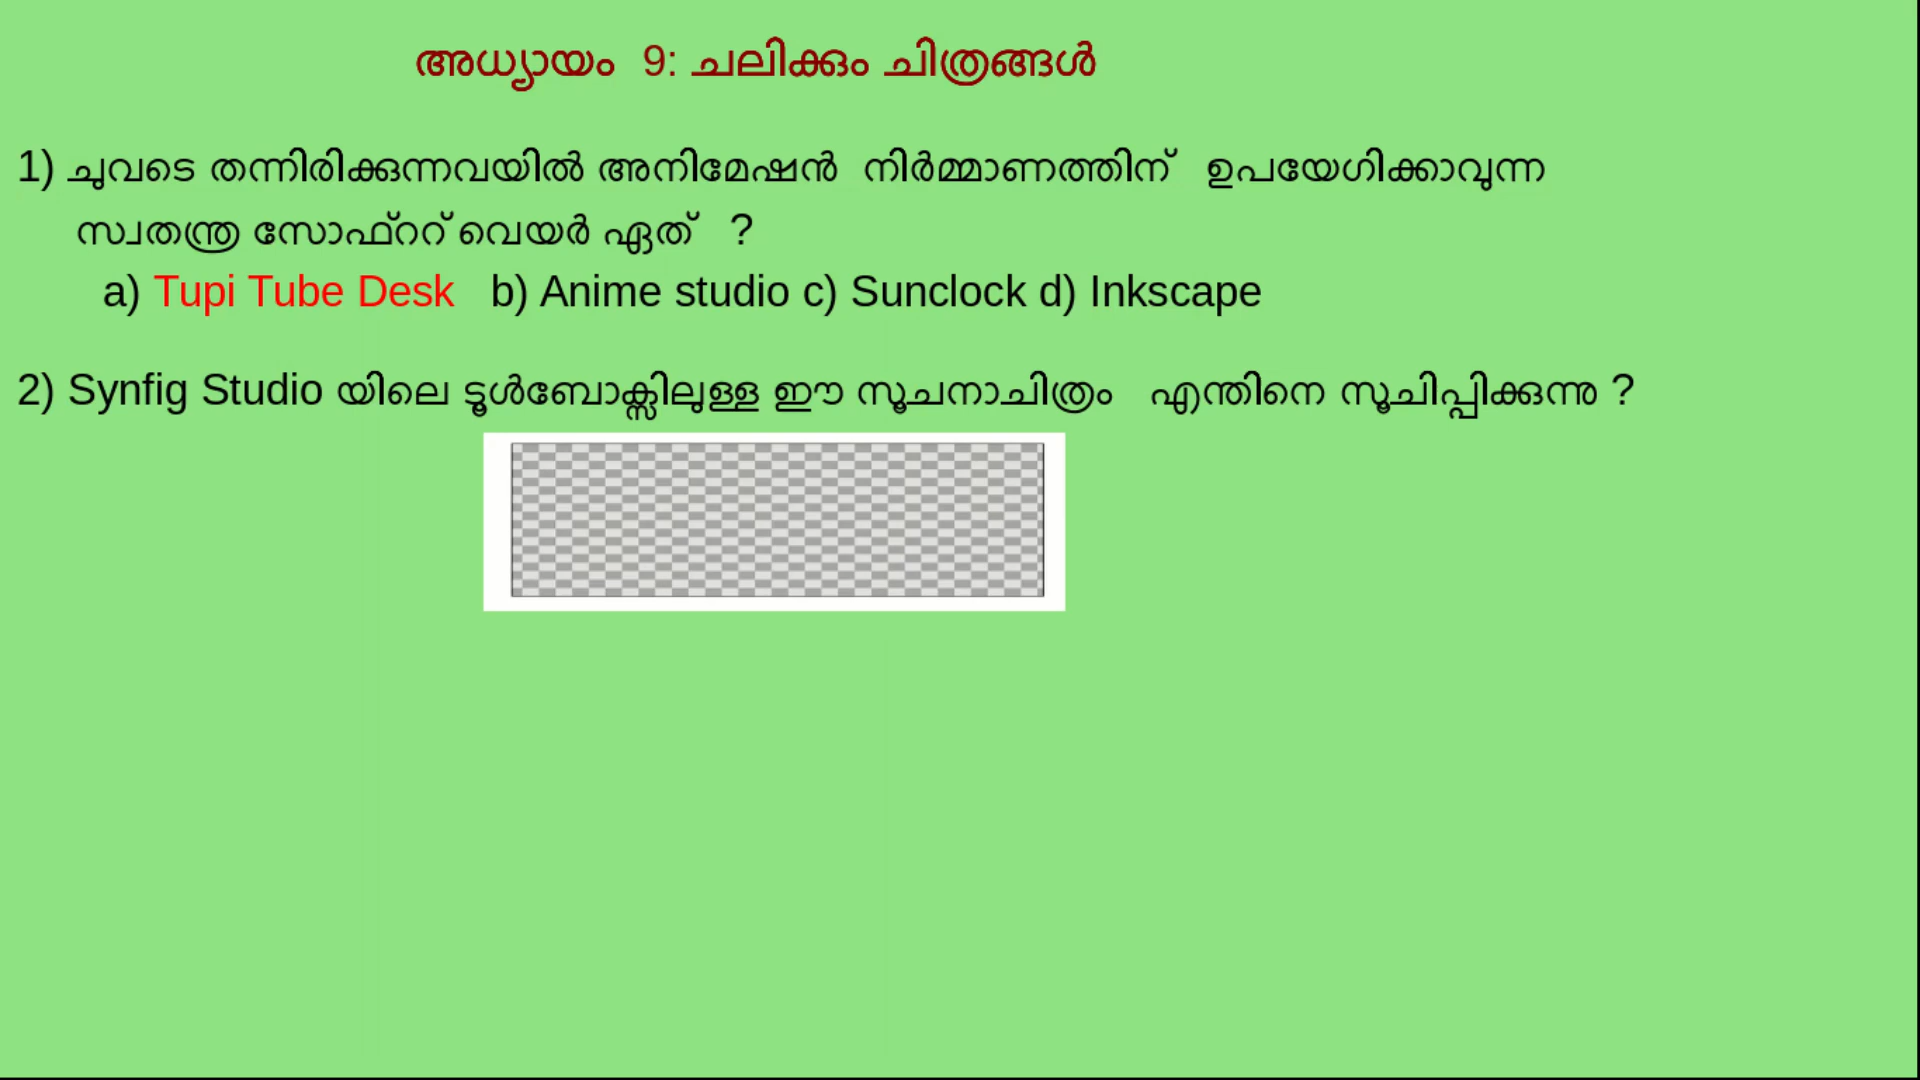 അധ്യായം 9: ചലിക്കും ചിത്രങ്ങൾ
1) ചുവടെ തന്നിരിക്കുന്നവയിൽ അനിമേഷൻ നിർമ്മാണത്തിന് ഉപയേഗിക്കാവുന്ന
സ്വതന്ത്ര സോഫ്ററ് വെയർ ഏത് ?
a) Tupi Tube Desk b) Anime studio c) Sunclock d) Inkscape
2) Synfig Studio യിലെ ടൂൾബോക്സിലുള്ള ഈ സൂചനാചിത്രം എന്തിനെ സൂചിപ്പിക്കുന്നു ?